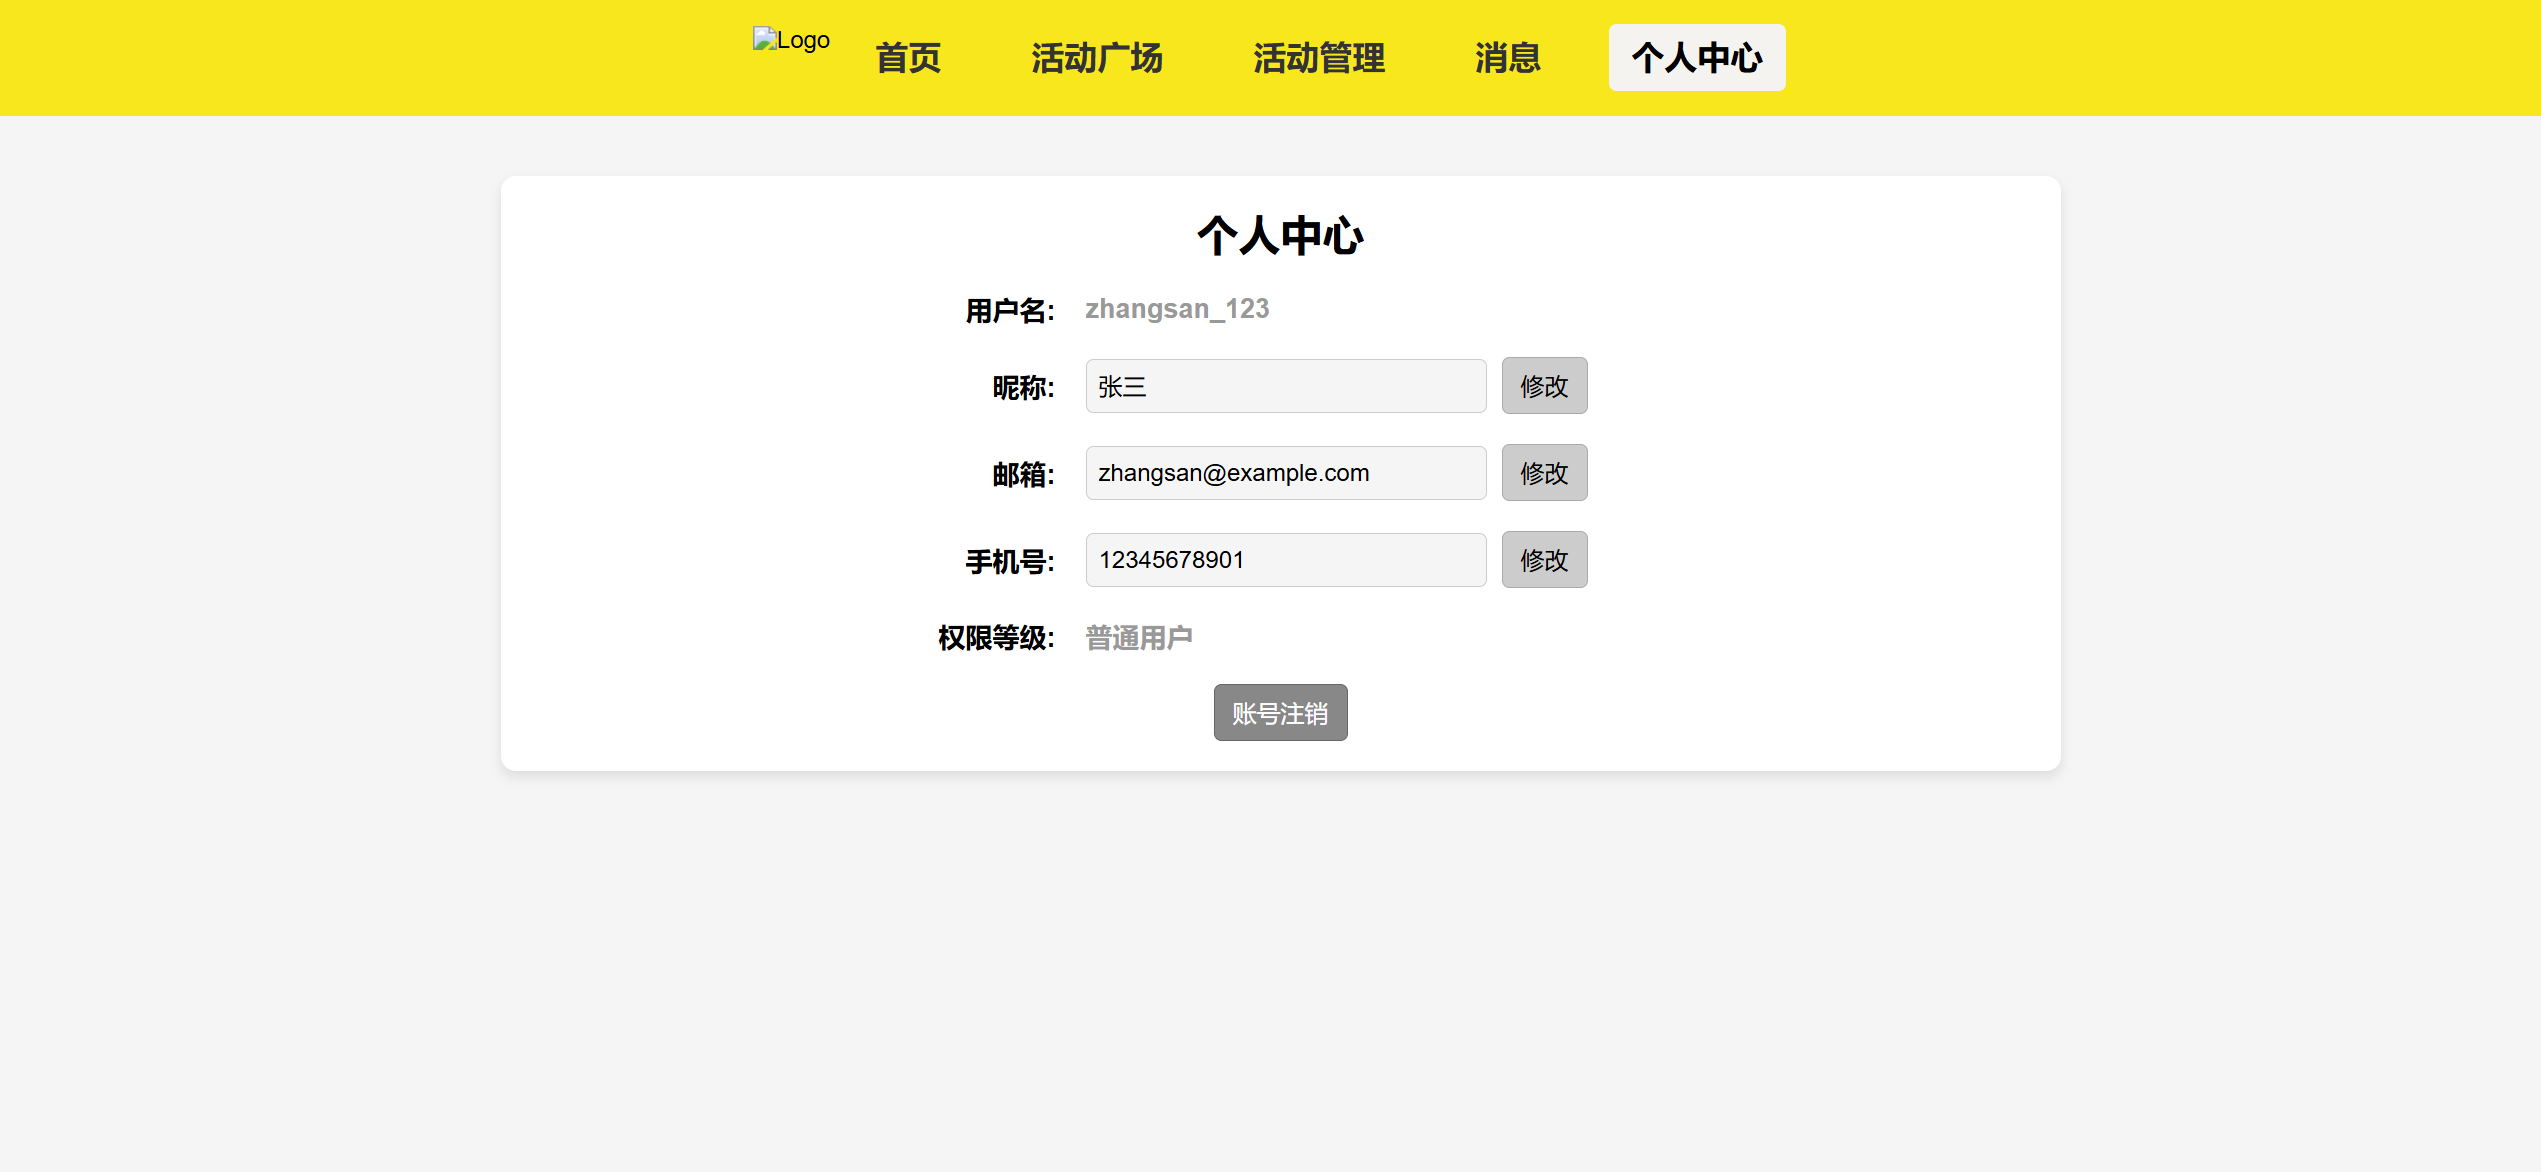 Logo 首页 活动广场 活动管理 消息 个人中心
个人中心
用户名: zhangsan_123
昵称: 张三 修改
邮箱: zhangsan@example.com 修改
手机号: 12345678901 修改
权限等级: 普通用户
账号注销